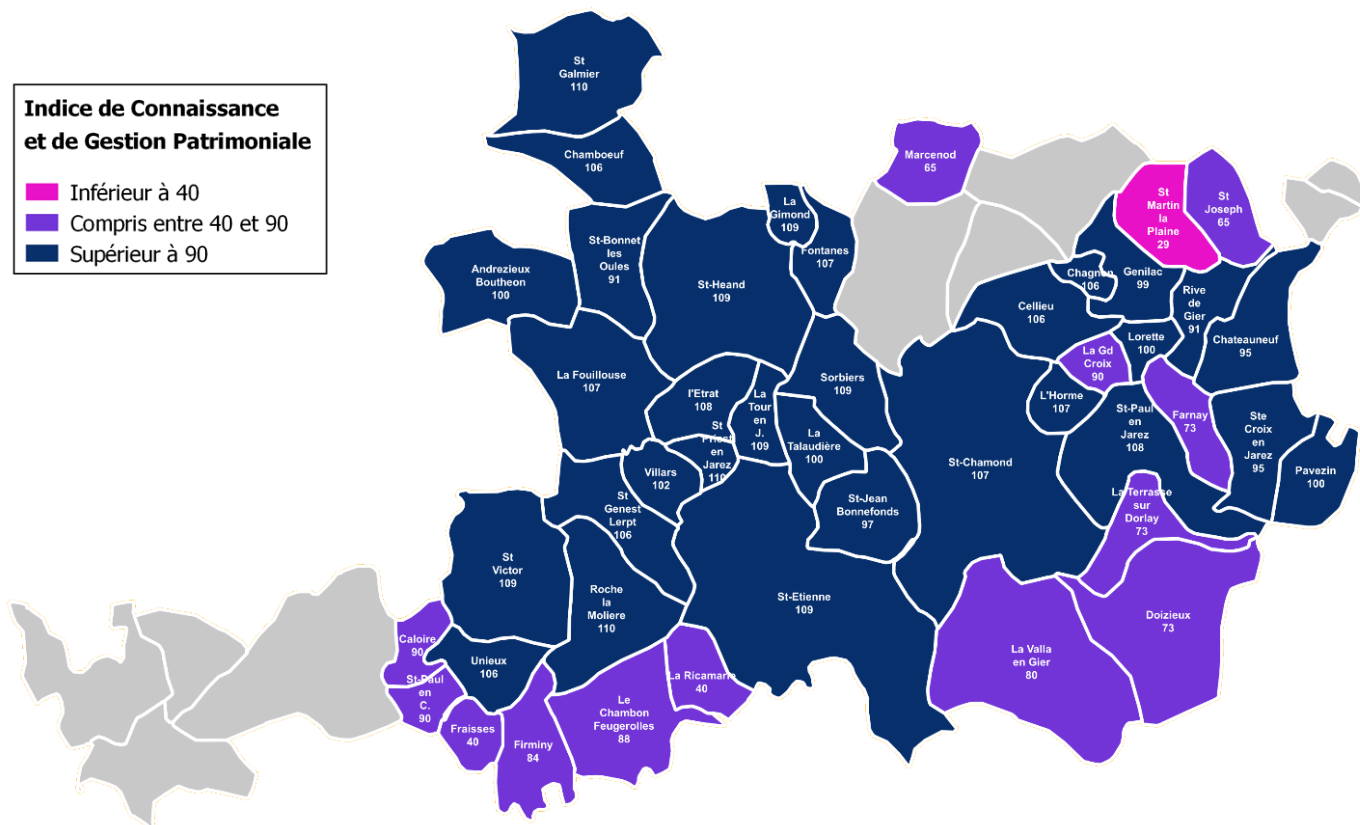 Indice de Connaissance
et de Gestion Patrimoniale
Inférieur à 40
Compris entre 40 et 90
Supérieur à 90
St
Galmier
110
Chamboeuf
106
Marcenod
65
St
Martin
la
Plaine
29
St
Joseph
65
La
Gimond
109
Fontanes
107
St-Bonnet
les
Oules
91
Andrezieux
Boutheon
100
St-Heand
109
Chagnon
106
Genilac
99
Rive
de
Gier
91
Cellieu
106
Lorette
100
Chateauneuf
95
La Gd
Croix
90
La Fouillouse
107
Sorbiers
109
l'Etrat
108
La
Tour
en
J.
109
L'Horme
107
St-Paul
en
Jarez
108
Farnay
73
Ste
Croix
en
Jarez
95
Pavezin
100
St
Priest
en
Jarez
110
La
Talaudière
100
Villars
102
St-Chamond
107
St-Jean
Bonnefonds
97
St
Genest
Lerpt
106
La Terrasse
sur
Dorlay
73
St
Victor
109
Roche
la
Moliere
110
St-Etienne
109
Doizieux
73
Caloire
90
La Valla
en Gier
80
Unieux
106
St-Paul
en
C.
90
La Ricamarie
40
Le
Chambon
Feugerolles
88
Fraisses
40
Firminy
84